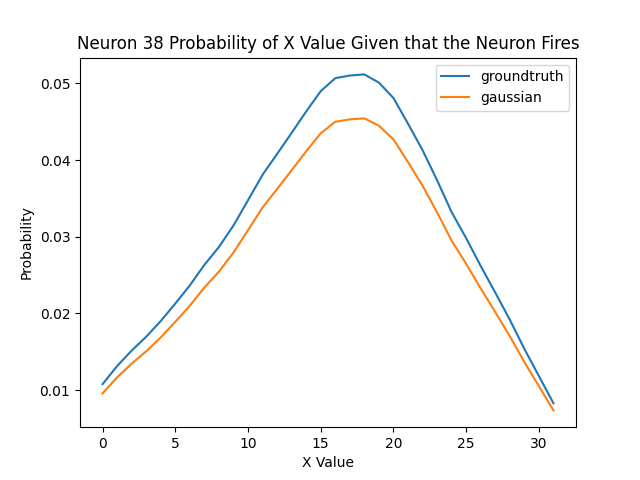 Neuron 38 Probability of X Value Given that the Neuron Fires
groundtruth
gaussian
0.05
0.04
0.03
0.02
0.01
Probability
0 5 10 15 20 25 30
X Value